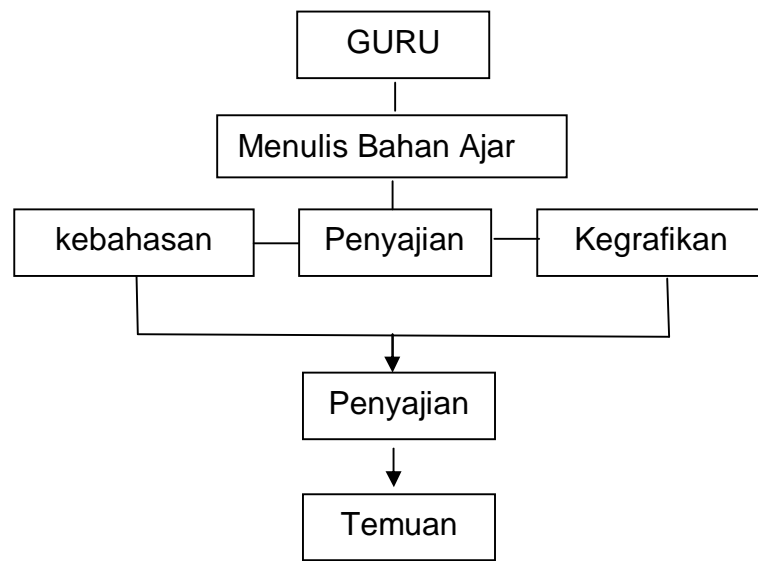 GURU
Menulis Bahan Ajar
kebahasan
Penyajian
Kegrafikan
Penyajian
Temuan